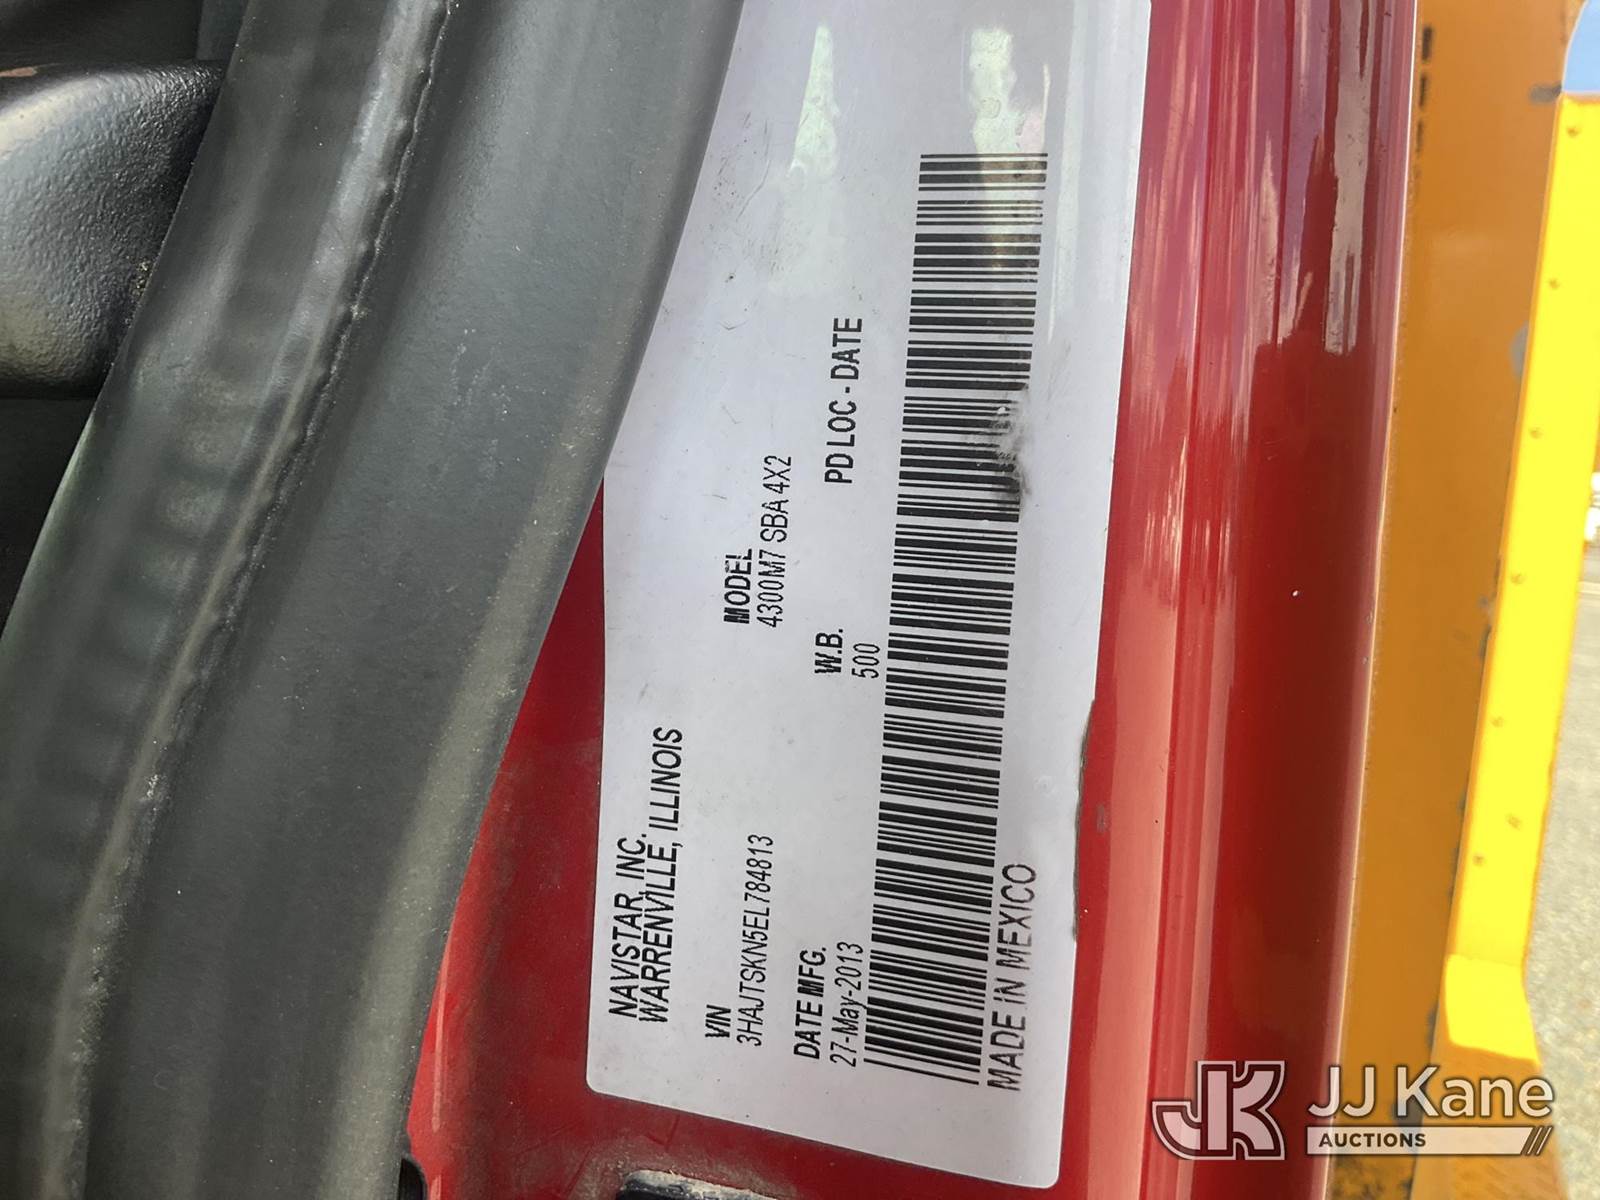 NAVISTAR, INC.
WARRENVILLE, ILLINOIS
VIN
3HAJTSKN5EL784813
MODEL
4300M7 SBA 4X2
DATE MFG.
27-May-2013
W.B.
500
PD LOC - DATE
MADE IN MEXICO
JK JJ Kane
AUCTIONS